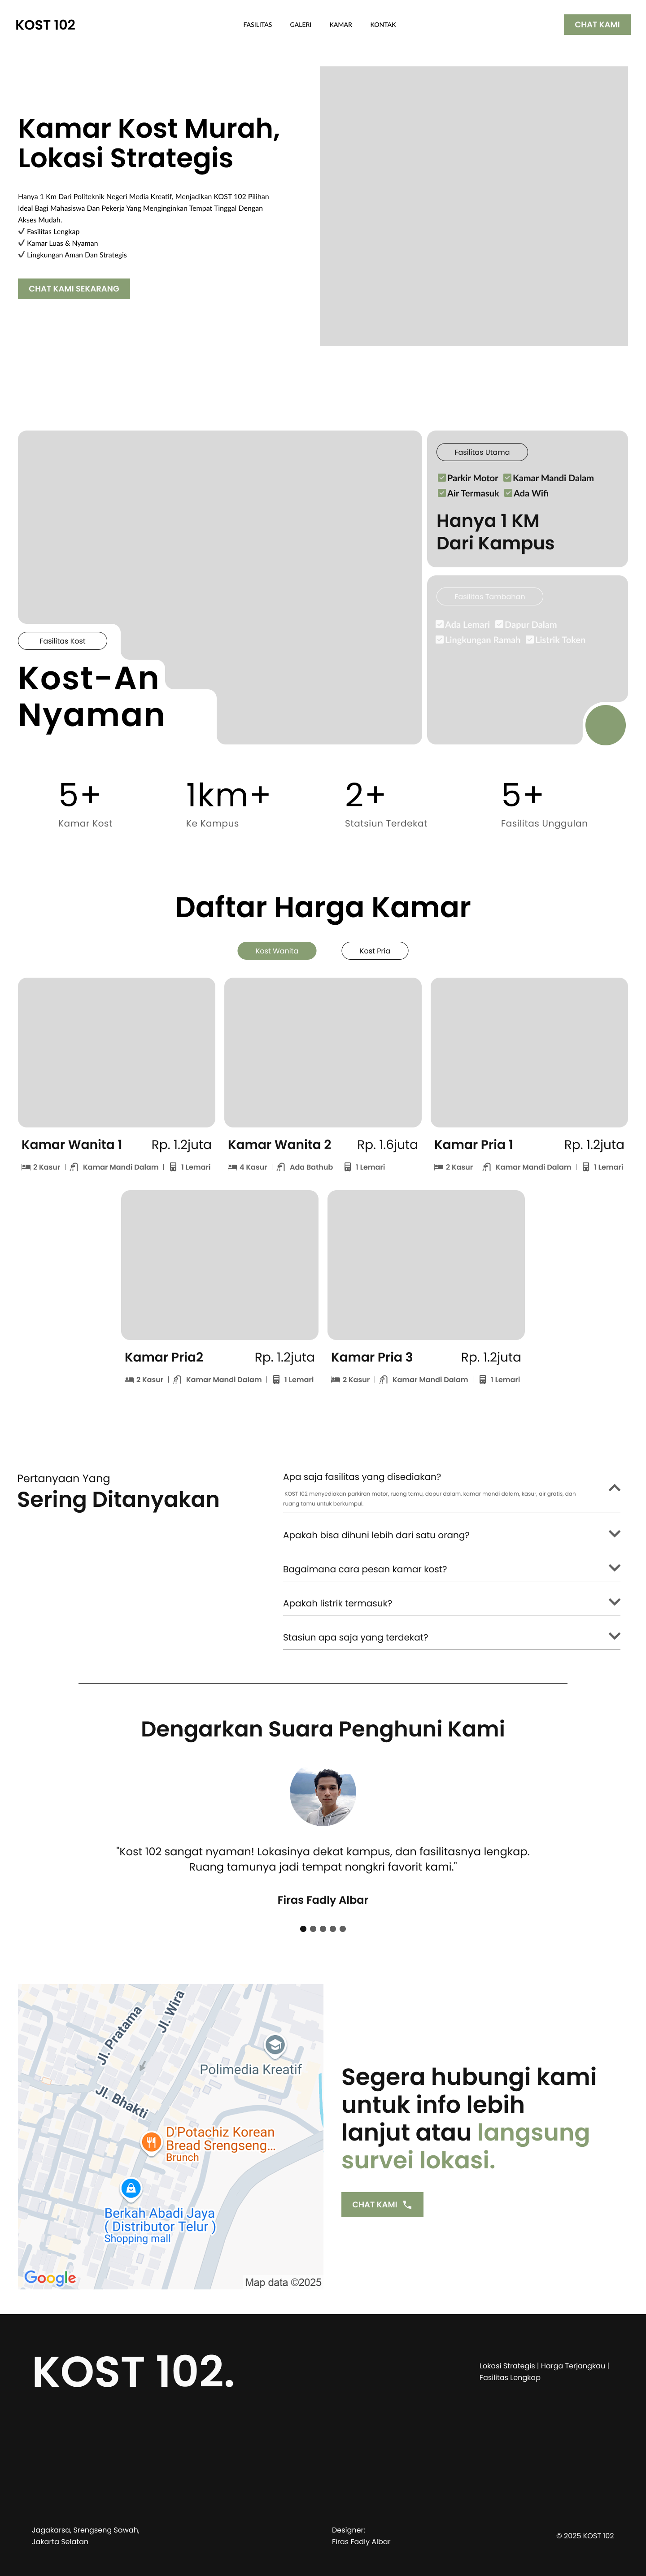 KOST 102
FASILITAS
GALERI
KAMAR
KONTAK
CHAT KAMI
Kamar Kost Murah,
Lokasi Strategis
Hanya 1 Km Dari Politeknik Negeri Media Kreatif, Menjadikan KOST 102 Pilihan
Ideal Bagi Mahasiswa Dan Pekerja Yang Menginginkan Tempat Tinggal Dengan
Akses Mudah.
✓ Fasilitas Lengkap
✓ Kamar Luas & Nyaman
✓ Lingkungan Aman Dan Strategis
CHAT KAMI SEKARANG
Fasilitas Utama
Parkir Motor Kamar Mandi Dalam
Air Termasuk Ada Wifi
Hanya 1 KM
Dari Kampus
Fasilitas Tambahan
Ada Lemari Dapur Dalam
Lingkungan Ramah Listrik Token
Fasilitas Kost
Kost-An
Nyaman
5+
Kamar Kost
1km+
Ke Kampus
2+
Statsiun Terdekat
5+
Fasilitas Unggulan
Daftar Harga Kamar
Kost Wanita
Kost Pria
Kamar Wanita 1 Rp. 1.2juta
2 Kasur | Kamar Mandi Dalam | 1 Lemari
Kamar Wanita 2 Rp. 1.6juta
4 Kasur | Ada Bathub | 1 Lemari
Kamar Pria 1 Rp. 1.2juta
2 Kasur | Kamar Mandi Dalam | 1 Lemari
Kamar Pria2 Rp. 1.2juta
2 Kasur | Kamar Mandi Dalam | 1 Lemari
Kamar Pria 3 Rp. 1.2juta
2 Kasur | Kamar Mandi Dalam | 1 Lemari
Pertanyaan Yang
Sering Ditanyakan
Apa saja fasilitas yang disediakan?
KOST 102 menyediakan parkiran motor, ruang tamu, dapur dalam, kamar mandi dalam, kasur, air gratis, dan
ruang tamu untuk berkumpul.
Apakah bisa dihuni lebih dari satu orang?
Bagaimana cara pesan kamar kost?
Apakah listrik termasuk?
Stasiun apa saja yang terdekat?
Dengarkan Suara Penghuni Kami
"Kost 102 sangat nyaman! Lokasinya dekat kampus, dan fasilitasnya lengkap.
Ruang tamunya jadi tempat nongkri favorit kami."
Firas Fadly Albar
Jl. Pratama
Jl. Wira
Polimedia Kreatif
Jl. Bhakti
D'Potachiz Korean
Bread Srengseng...
Brunch
Berkah Abadi Jaya
( Distributor Telur )
Shopping mall
Google
Map data ©2025
Segera hubungi kami
untuk info lebih
lanjut atau langsung
survei lokasi.
CHAT KAMI
KOST 102.
Lokasi Strategis | Harga Terjangkau |
Fasilitas Lengkap
Jagakarsa, Srengseng Sawah,
Jakarta Selatan
Designer:
Firas Fadly Albar
© 2025 KOST 102